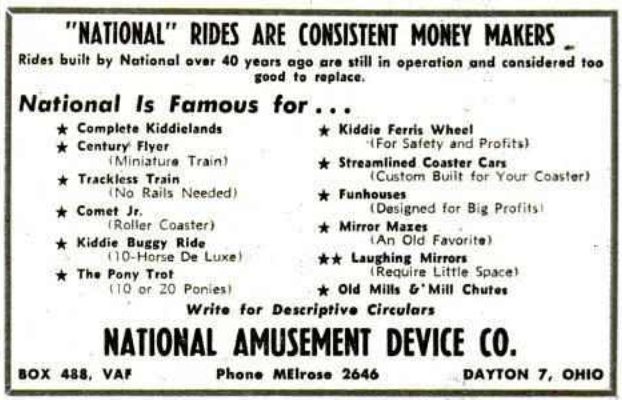 "NATIONAL" RIDES ARE CONSISTENT MONEY MAKERS
Rides built by National over 40 years ago are still in operation and considered too
good to replace.
National Is Famous for...
★ Complete Kiddielands
★ Century Flyer
(Miniature Train)
★ Trackless Train
(No Rails Needed)
★ Comet Jr.
(Roller Coaster)
★ Kiddie Buggy Ride
(10-Horse De Luxe)
★ The Pony Trot
(10 or 20 Ponies)
★ Kiddie Ferris Wheel
(For Safety and Profits)
★ Streamlined Coaster Cars
(Custom Built for Your Coaster)
★ Funhouses
(Designed for Big Profits)
★ Mirror Mazes
(An Old Favorite)
★★ Laughing Mirrors
(Require Little Space)
★ Old Mills & Mill Chutes
Write for Descriptive Circulars
NATIONAL AMUSEMENT DEVICE CO.
BOX 488, VAF Phone MElrose 2646 DAYTON 7, OHIO